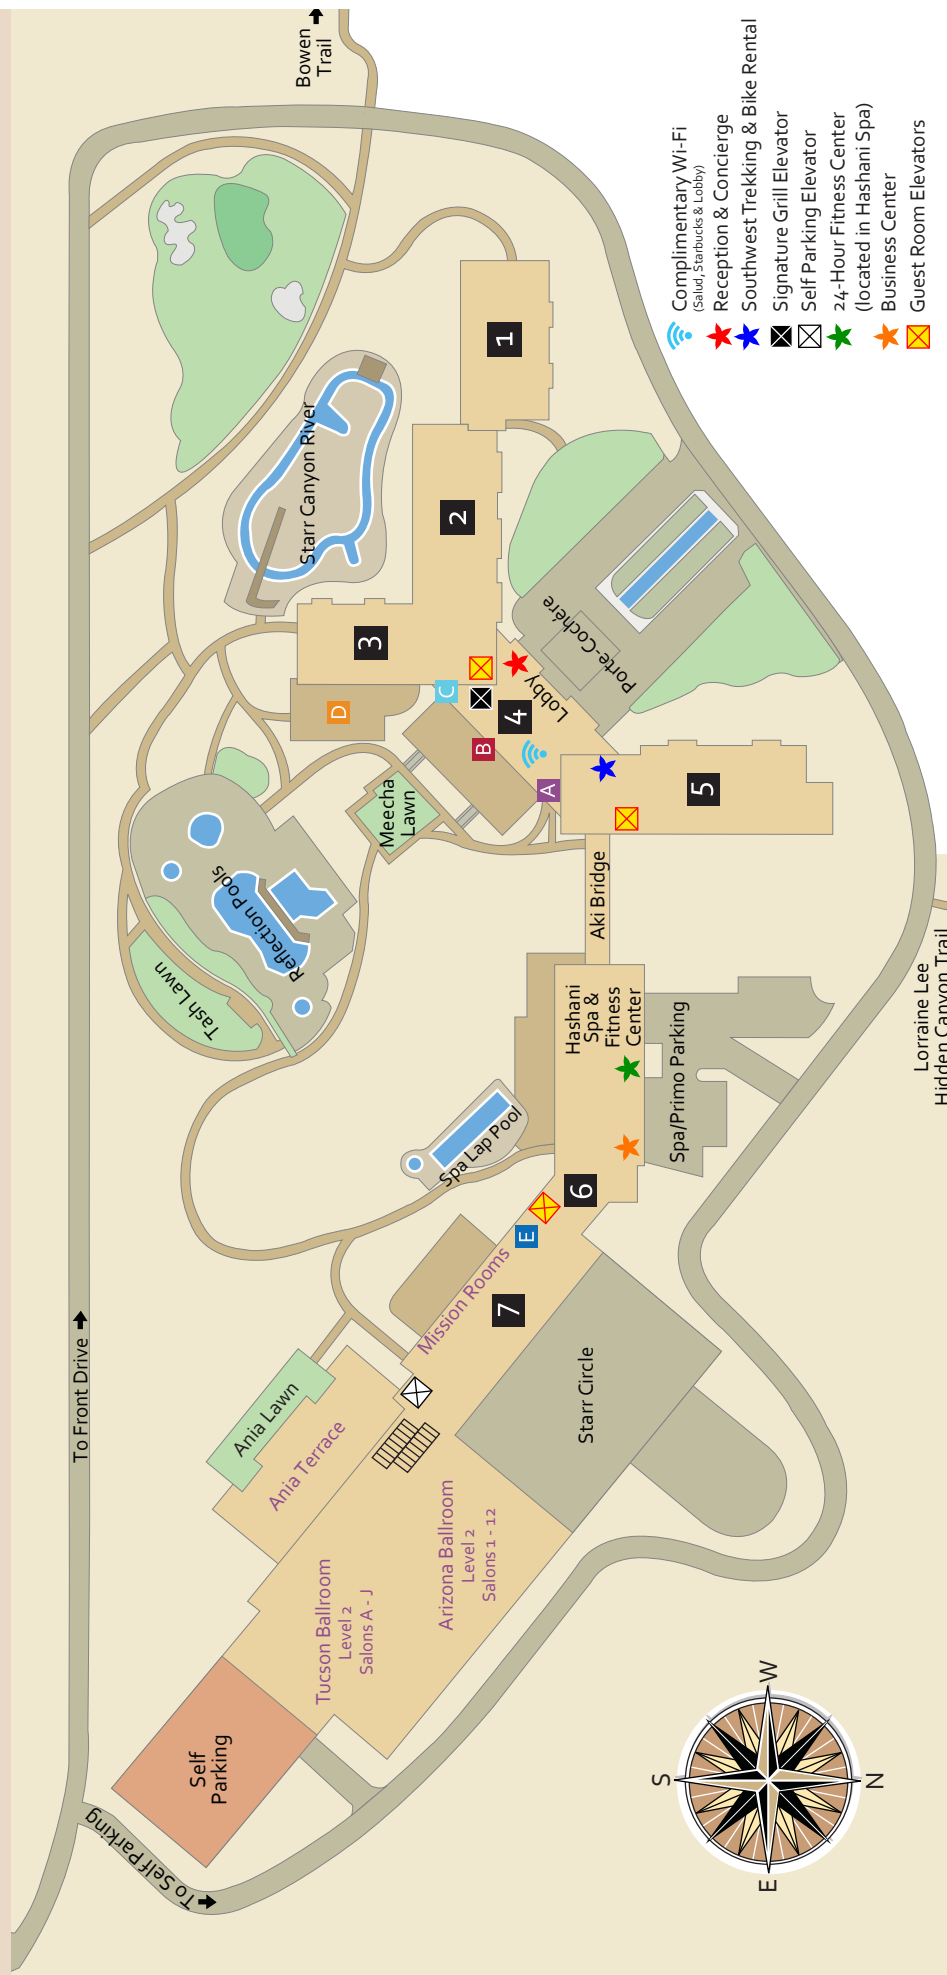 Bowen
Trail
Complimentary Wi-Fi
(Salud, Starbucks & Lobby)
Reception & Concierge
Southwest Trekking & Bike Rental
Signature Grill Elevator
Self Parking Elevator
24-Hour Fitness Center
(located in Hashani Spa)
Business Center
Guest Room Elevators
1
2
3
4
5
6
7
Starr Canyon River
Porte-Cochére
Lobby
A
B
C
D
E
Meecha
Lawn
Reflection Pools
Tash Lawn
Aki Bridge
Hashani
Spa &
Fitness
Center
Spa/Primo Parking
Spa Lap Pool
Lorraine Lee
Hidden Canyon Trail
Mission Rooms
Starr Circle
Ania Lawn
Ania Terrace
Arizona Ballroom
Level 2
Salons 1 - 12
Tucson Ballroom
Level 2
Salons A - J
Self
Parking
To Front Drive
To Self Parking
S
W
N
E